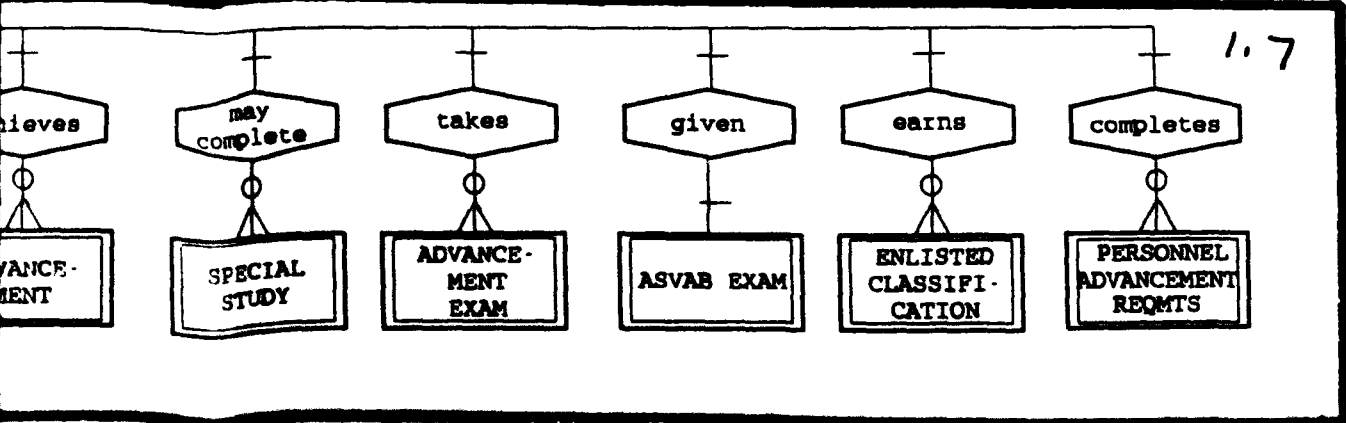 1.7
hieves
may
complete
takes
given
earns
completes
VANCE-
MENT
SPECIAL
STUDY
ADVANCE-
MENT
EXAM
ASVAB EXAM
ENLISTED
CLASSIFI-
CATION
PERSONNEL
ADVANCEMENT
REQMTS